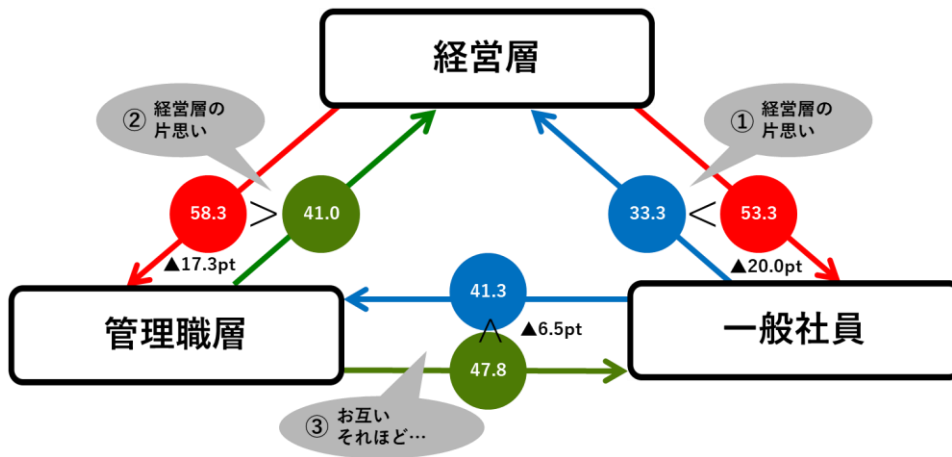 経営層
② 経営層の
片思い
① 経営層の
片思い
58.3
>
41.0
33.3
<
53.3
▲17.3pt
▲20.0pt
41.3
管理職層
<
▲6.5pt
一般社員
47.8
③ お互い
それほど…